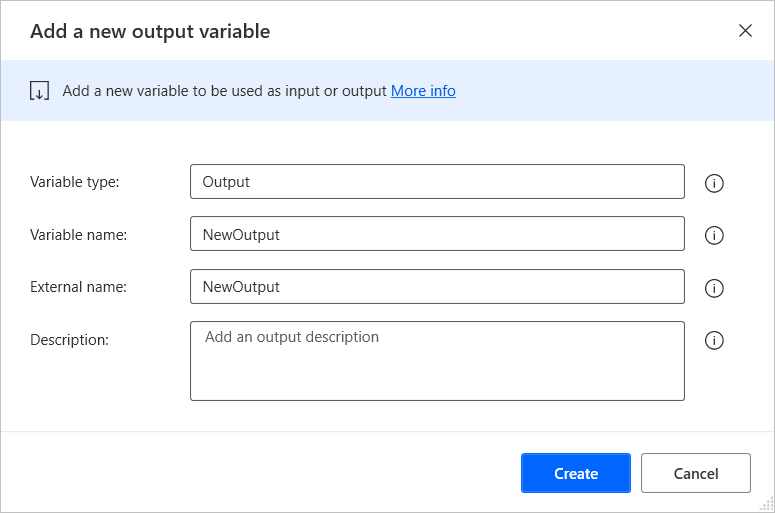 Add a new output variable
Add a new variable to be used as input or output More info
Variable type:
Output
Variable name:
NewOutput
External name:
NewOutput
Description:
Add an output description
Create
Cancel